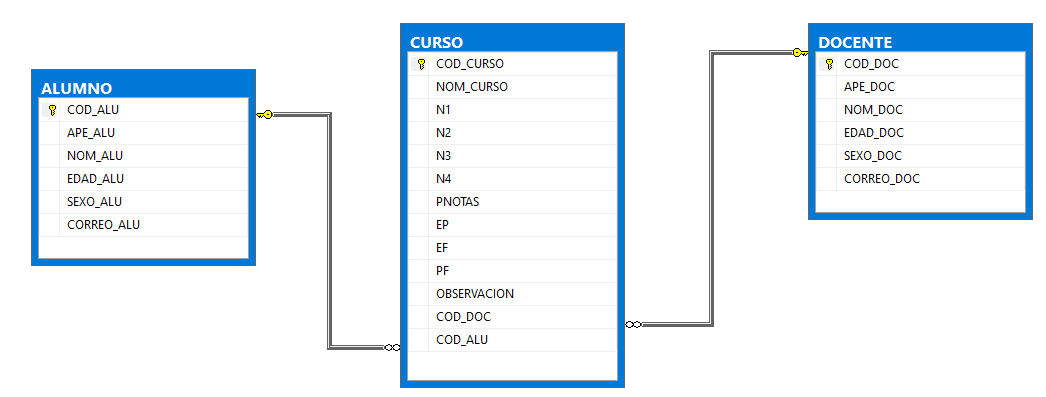 ALUMNO
COD_ALU
APE_ALU
NOM_ALU
EDAD_ALU
SEXO_ALU
CORREO_ALU
CURSO
COD_CURSO
NOM_CURSO
N1
N2
N3
N4
PNOTAS
EP
EF
PF
OBSERVACION
COD_DOC
COD_ALU
DOCENTE
COD_DOC
APE_DOC
NOM_DOC
EDAD_DOC
SEXO_DOC
CORREO_DOC